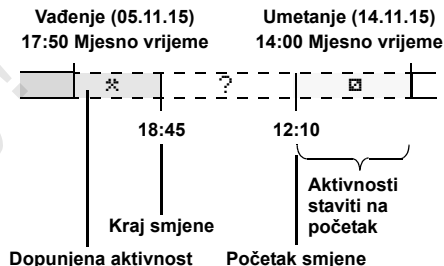 Vađenje (05.11.15) Umetanje (14.11.15)
17:50 Mjesno vrijeme 14:00 Mjesno vrijeme
?
18:45 12:10
Aktivnosti
staviti na
početak
Kraj smjene
Dopunjena aktivnost Početak smjene